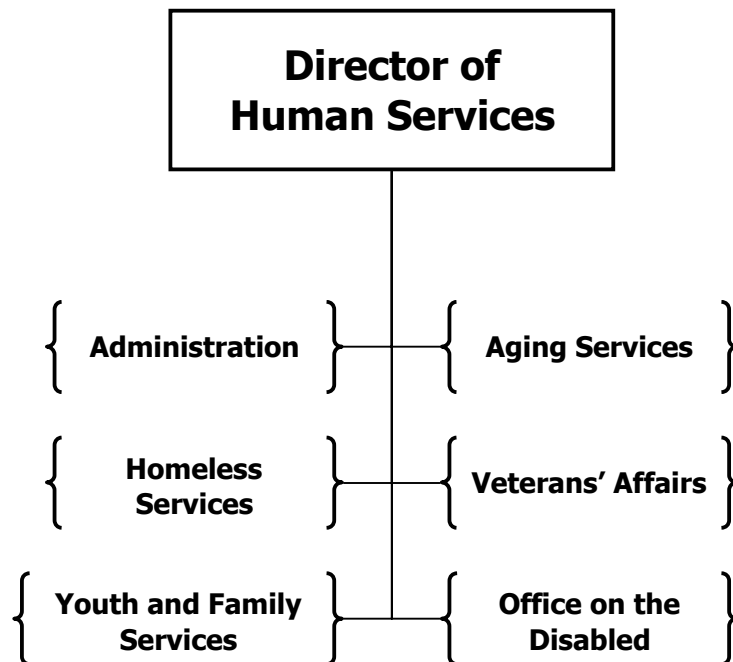 Director of
Human Services
Administration
Aging Services
Homeless
Services
Veterans’ Affairs
Youth and Family
Services
Office on the
Disabled